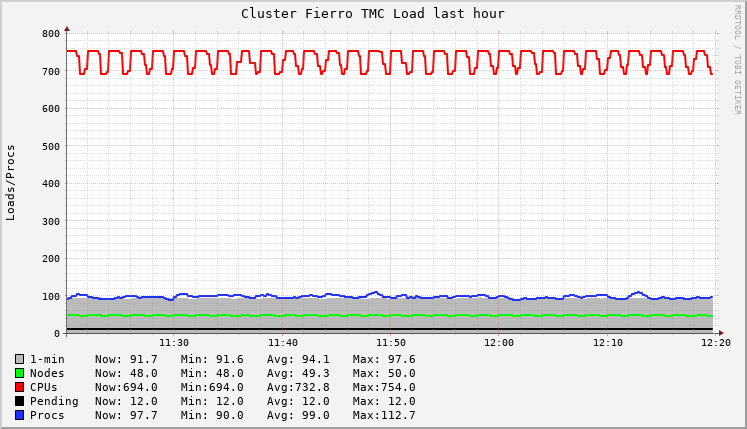 Cluster Fierro TMC Load last hour
RRDTOOL / TOBI OETIKER
Loads/Procs
800
700
600
500
400
300
200
100
0
11:30 11:40 11:50 12:00 12:10 12:20
1-min Now: 91.7 Min: 91.6 Avg: 94.1 Max: 97.6
Nodes Now: 48.0 Min: 48.0 Avg: 49.3 Max: 50.0
CPUs Now:694.0 Min:694.0 Avg:732.8 Max:754.0
Pending Now: 12.0 Min: 12.0 Avg: 12.0 Max: 12.0
Procs Now: 97.7 Min: 90.0 Avg: 99.0 Max:112.7